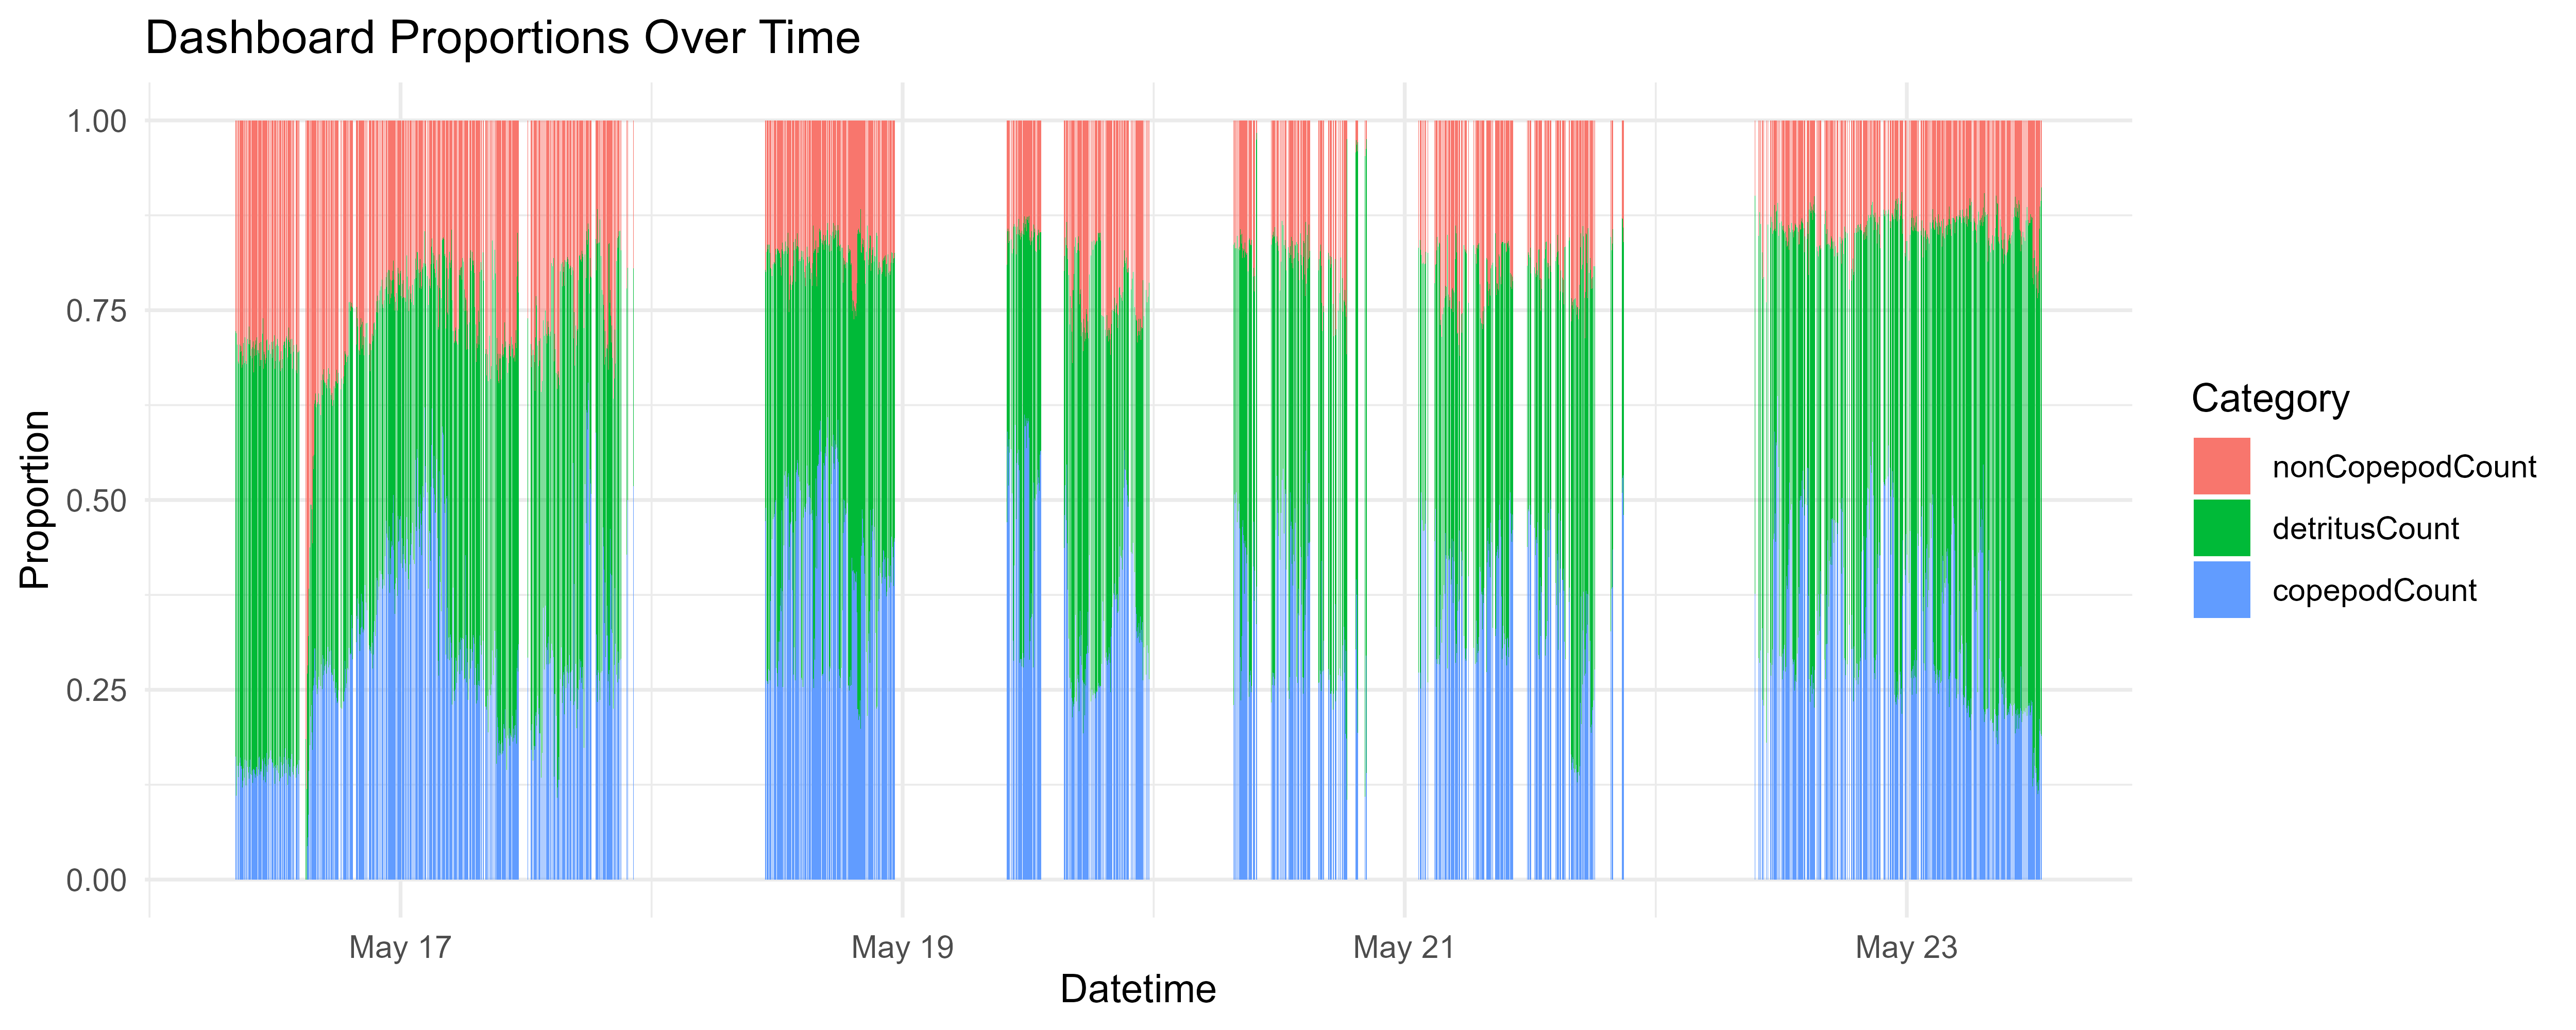 Dashboard Proportions Over Time
1.00
0.75
0.50
0.25
0.00
Proportion
May 17
May 19
May 21
May 23
Datetime
Category
nonCopepodCount
detritusCount
copepodCount